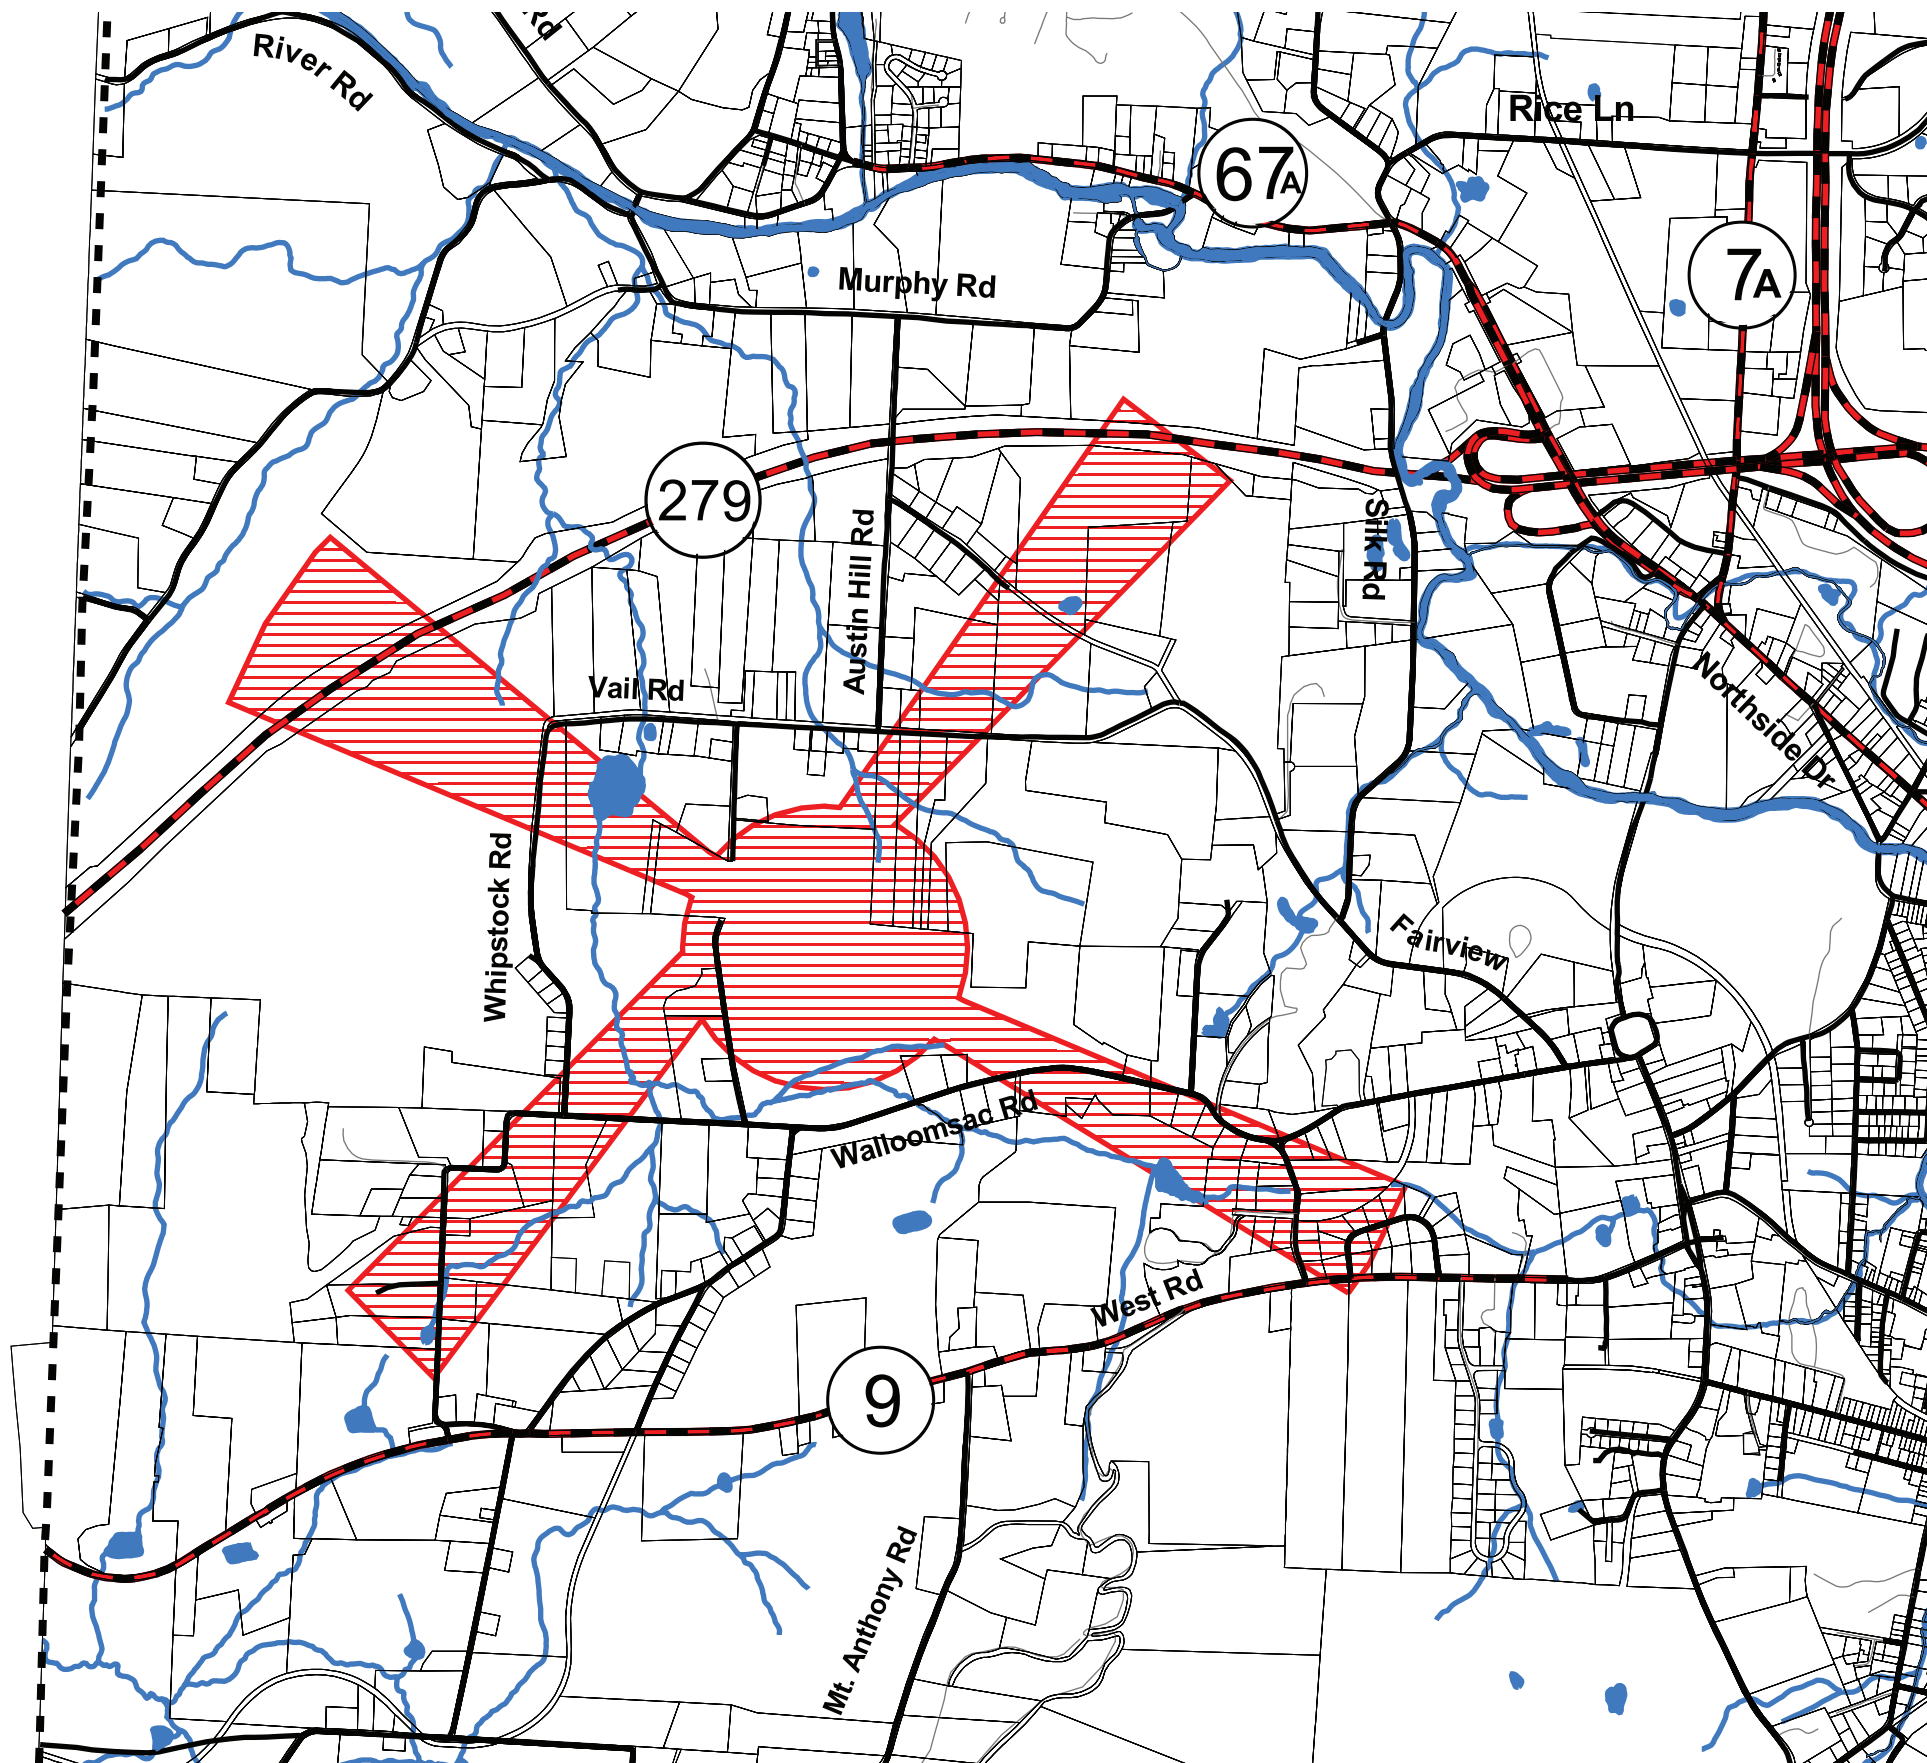 Rd
River Rd
Rice Ln
67A
7A
Murphy Rd
279
Silk Rd
Austin Hill Rd
Vail Rd
Northside Dr
Whipstock Rd
Fairview
Walloomsac Rd
West Rd
9
Mt. Anthony Rd